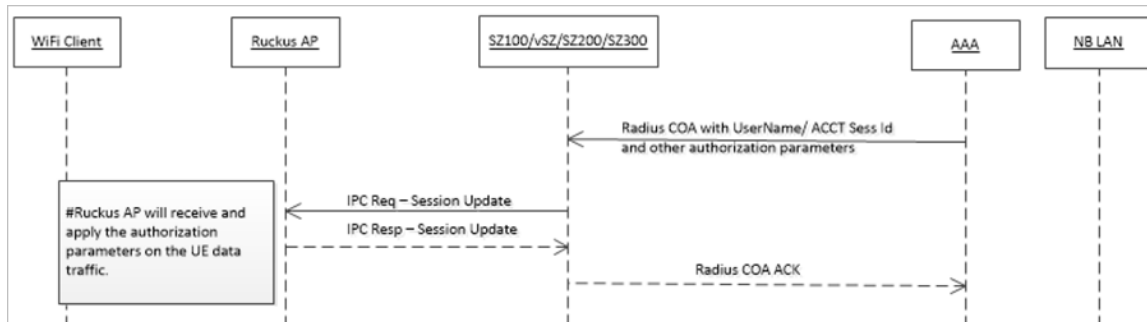 WiFi Client
Ruckus AP
SZ100/vSZ/SZ200/SZ300
AAA
NB LAN
Radius COA with UserName/ ACCT Sess Id
and other authorization parameters
IPC Req – Session Update
#Ruckus AP will receive and
apply the authorization
parameters on the UE data
traffic.
IPC Resp – Session Update
Radius COA ACK